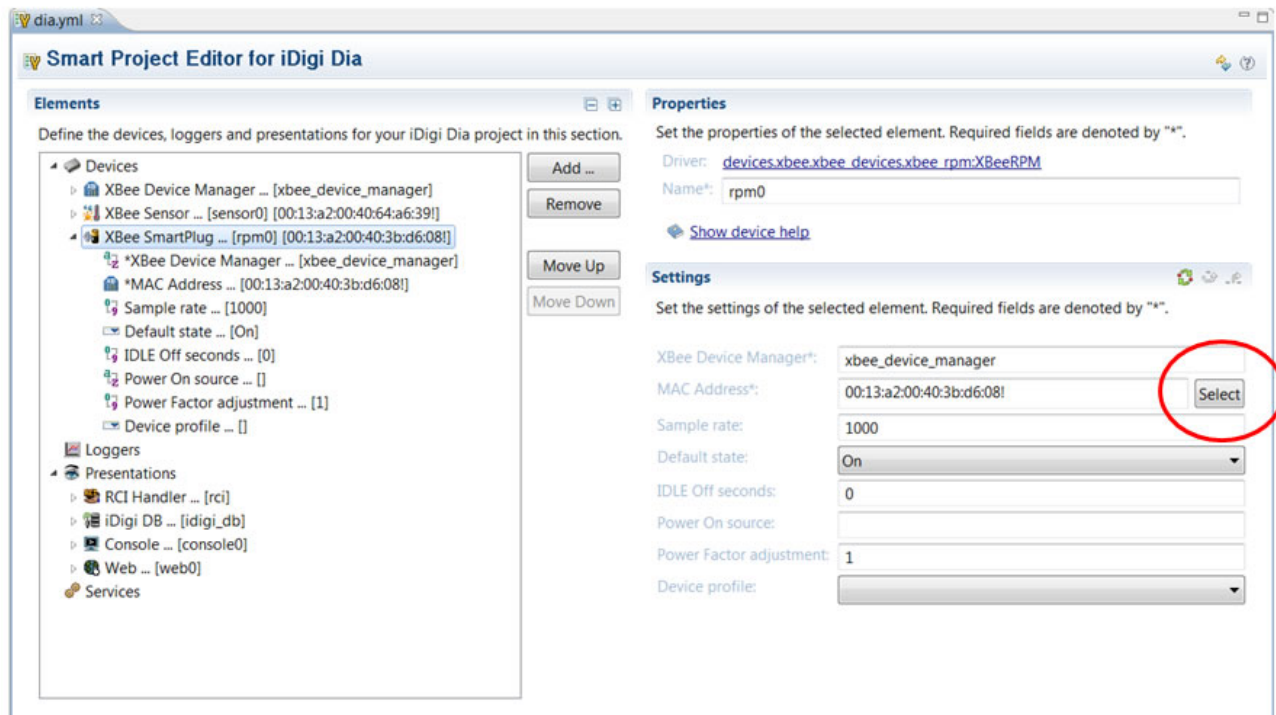 dia.yml
Smart Project Editor for iDigi Dia
Elements
Define the devices, loggers and presentations for your iDigi Dia project in this section.
Devices
XBee Device Manager ... [xbee_device_manager]
XBee Sensor ... [sensor0] [00:13:a2:00:40:64:a6:39!]
XBee SmartPlug ... [rpm0] [00:13:a2:00:40:3b:d6:08!]
*XBee Device Manager ... [xbee_device_manager]
*MAC Address ... [00:13:a2:00:40:3b:d6:08!]
Sample rate ... [1000]
Default state ... [On]
IDLE Off seconds ... [0]
Power On source ... []
Power Factor adjustment ... [1]
Device profile ... []
Loggers
Presentations
RCI Handler ... [rci]
iDigi DB ... [idigi_db]
Console ... [console0]
Web ... [web0]
Services
Add ...
Remove
Move Up
Move Down
Properties
Set the properties of the selected element. Required fields are denoted by "*".
Driver: devices.xbee.xbee_devices.xbee_rpm:XBeeRPM
Name*: rpm0
Show device help
Settings
Set the settings of the selected element. Required fields are denoted by "*".
XBee Device Manager*: xbee_device_manager
MAC Address*: 00:13:a2:00:40:3b:d6:08! Select
Sample rate: 1000
Default state: On
IDLE Off seconds: 0
Power On source:
Power Factor adjustment: 1
Device profile: